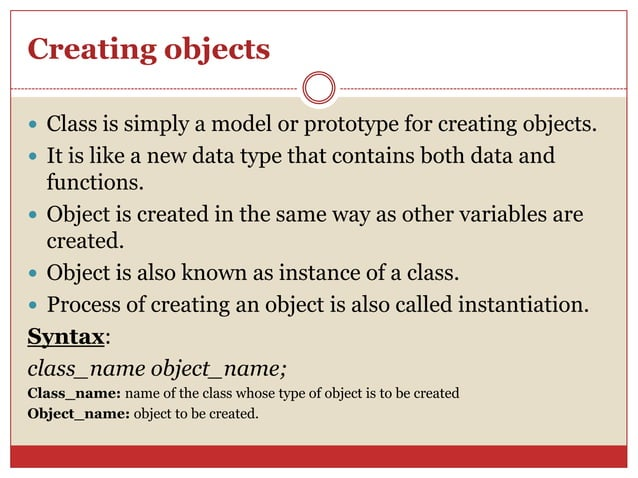 Creating objects
• Class is simply a model or prototype for creating objects.
• It is like a new data type that contains both data and
functions.
• Object is created in the same way as other variables are
created.
• Object is also known as instance of a class.
• Process of creating an object is also called instantiation.
Syntax:
class_name object_name;
Class_name: name of the class whose type of object is to be created
Object_name: object to be created.